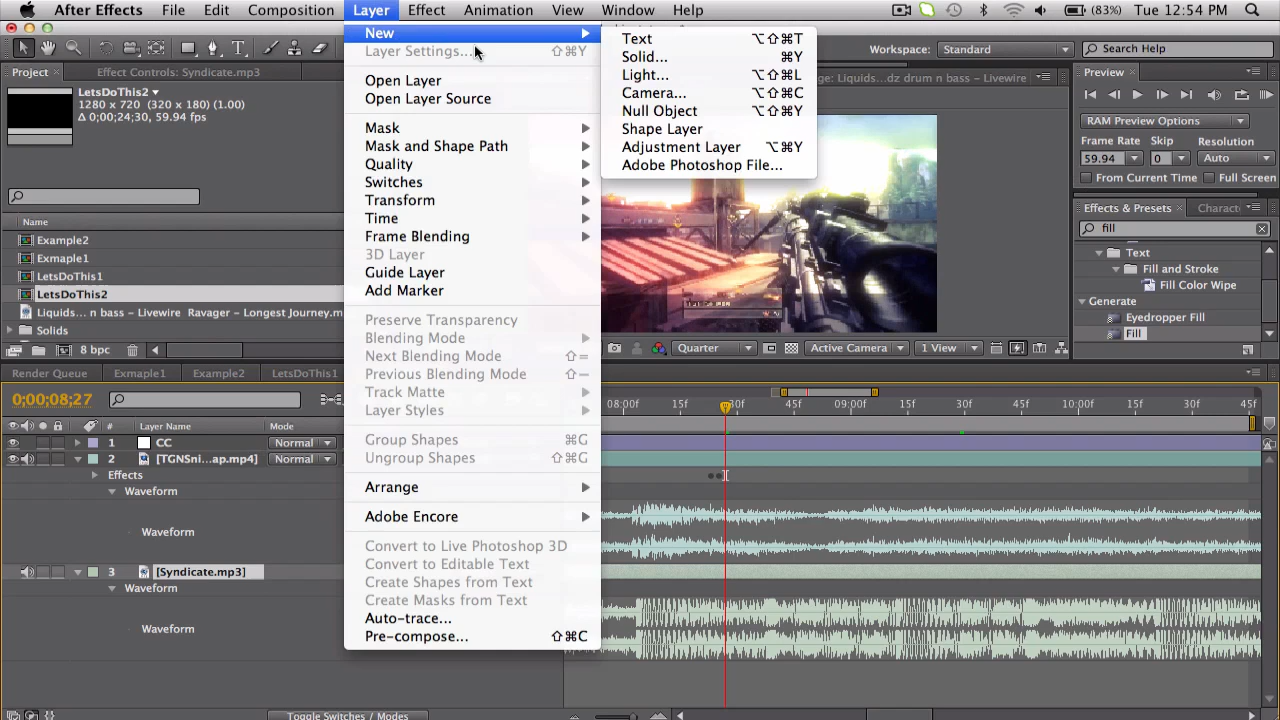 After Effects File Edit Composition Layer Effect Animation View Window Help (83%) Tue 12:54 PM
Workspace: Standard Search Help
Project Effect Controls: Syndicate.mp3
LetsDoThis2
1280 x 720 (320 x 180) (1.00)
Δ 0;00;24;30, 59.94 fps
Name
Example2
Exmaple1
LetsDoThis1
LetsDoThis2
Liquids... n bass - Livewire Ravager - Longest Journey.m
Solids
8 bpc
New
Layer Settings... ⇧⌘Y
Open Layer
Open Layer Source
Mask
Mask and Shape Path
Quality
Switches
Transform
Time
Frame Blending
3D Layer
Guide Layer
Add Marker
Preserve Transparency
Blending Mode
Next Blending Mode ⇧=
Previous Blending Mode ⇧−
Track Matte
Layer Styles
Group Shapes ⌘G
Ungroup Shapes ⇧⌘G
Arrange
Adobe Encore
Convert to Live Photoshop 3D
Convert to Editable Text
Create Shapes from Text
Create Masks from Text
Auto-trace...
Pre-compose... ⇧⌘C
Text ⌥⇧⌘T
Solid... ⌘Y
Light... ⌥⇧⌘L
Camera... ⌥⇧⌘C
Null Object ⌥⇧⌘Y
Shape Layer
Adjustment Layer ⌥⌘Y
Adobe Photoshop File...
age: Liquids...dz drum n bass - Livewire
Quarter Active Camera 1 View
Preview
RAM Preview Options
Frame Rate Skip Resolution
59.94 0 Auto
From Current Time Full Screen
Effects & Presets Charact
fill
Text
Fill and Stroke
Fill Color Wipe
Generate
Eyedropper Fill
Fill
Render Queue Exmaple1 Example2 LetsDoThis1
0;00;08;27
# Layer Name Mode
1 CC Normal
2 [TGNSni...ap.mp4] Normal
Effects
Waveform
Waveform
3 [Syndicate.mp3]
Waveform
Waveform
08:00f 15f 30f 45f 09:00f 15f 30f 45f 10:00f 15f 30f 45f
Toggle Switches / Modes